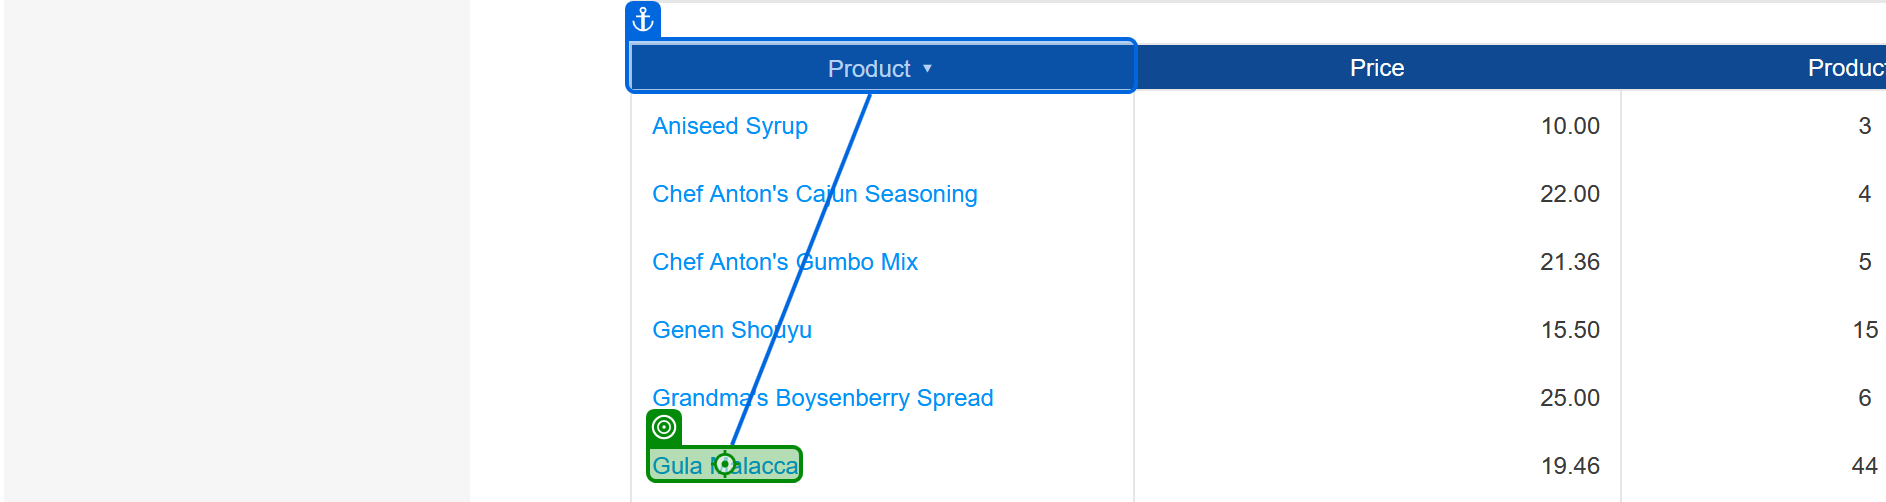 Product ▼ Price Product
Aniseed Syrup 10.00 3
Chef Anton's Cajun Seasoning 22.00 4
Chef Anton's Gumbo Mix 21.36 5
Genen Shouyu 15.50 15
Grandma's Boysenberry Spread 25.00 6
Gula Malacca 19.46 44